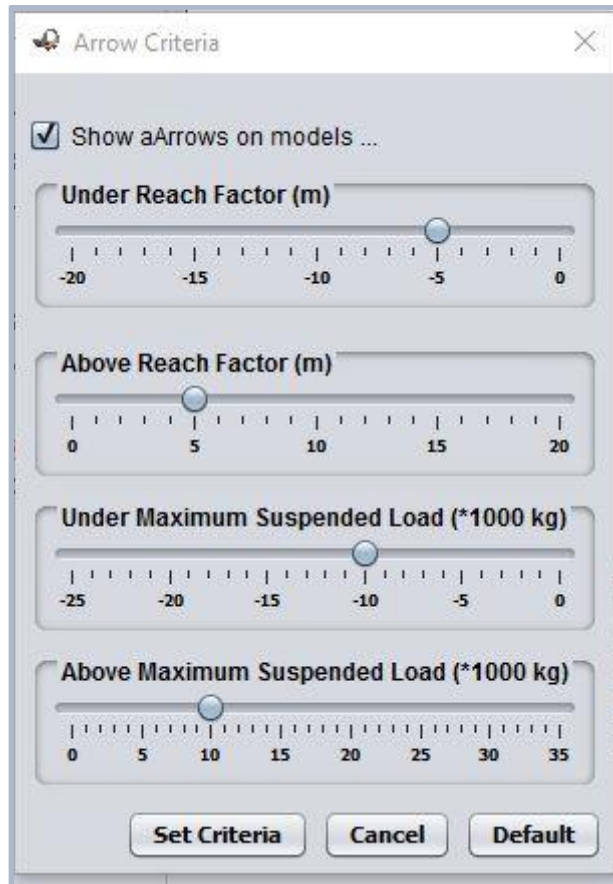 Arrow Criteria
Show aArrows on models ...
Under Reach Factor (m)
-20 -15 -10 -5 0
Above Reach Factor (m)
0 5 10 15 20
Under Maximum Suspended Load (*1000 kg)
-25 -20 -15 -10 -5 0
Above Maximum Suspended Load (*1000 kg)
0 5 10 15 20 25 30 35
Set Criteria Cancel Default